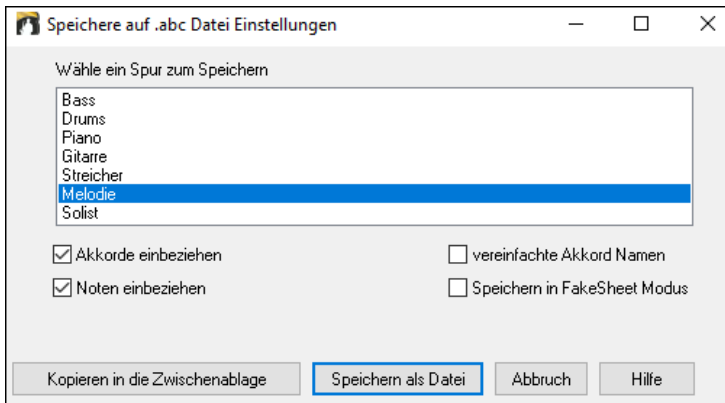 Speichere auf .abc Datei Einstellungen
Wähle ein Spur zum Speichern
Bass
Drums
Piano
Gitarre
Streicher
Melodie
Solist
Akkorde einbeziehen
vereinfachte Akkord Namen
Noten einbeziehen
Speichern in FakeSheet Modus
Kopieren in die Zwischenablage
Speichern als Datei
Abbruch
Hilfe